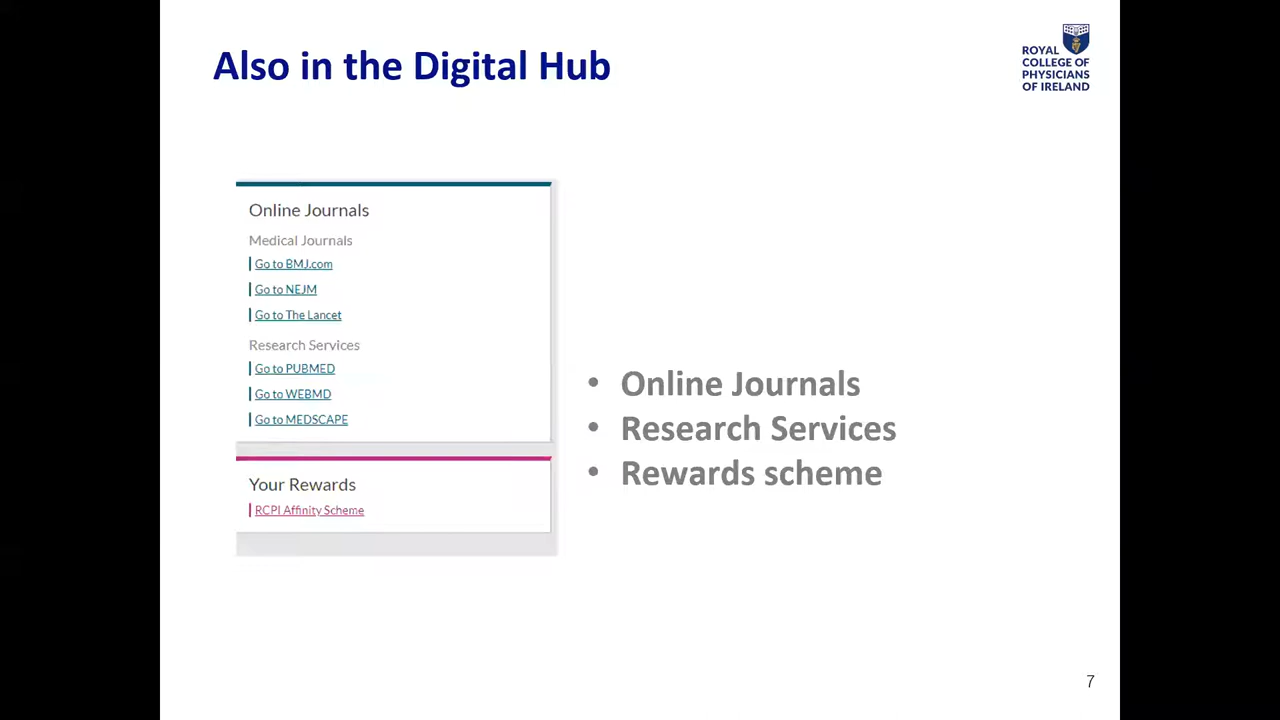 Also in the Digital Hub
ROYAL
COLLEGE OF
PHYSICIANS
OF IRELAND
Online Journals
Medical Journals
Go to BMJ.com
Go to NEJM
Go to The Lancet
Research Services
Go to PUBMED
Go to WEBMD
Go to MEDSCAPE
Your Rewards
RCPI Affinity Scheme
• Online Journals
• Research Services
• Rewards scheme
7